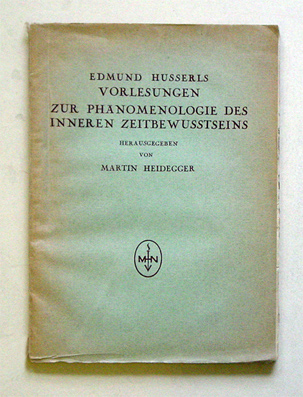 EDMUND HUSSERLS
VORLESUNGEN
ZUR PHÄNOMENOLOGIE DES
INNEREN ZEITBEWUSSTSEINS
HERAUSGEGEBEN
VON
MARTIN HEIDEGGER
M N